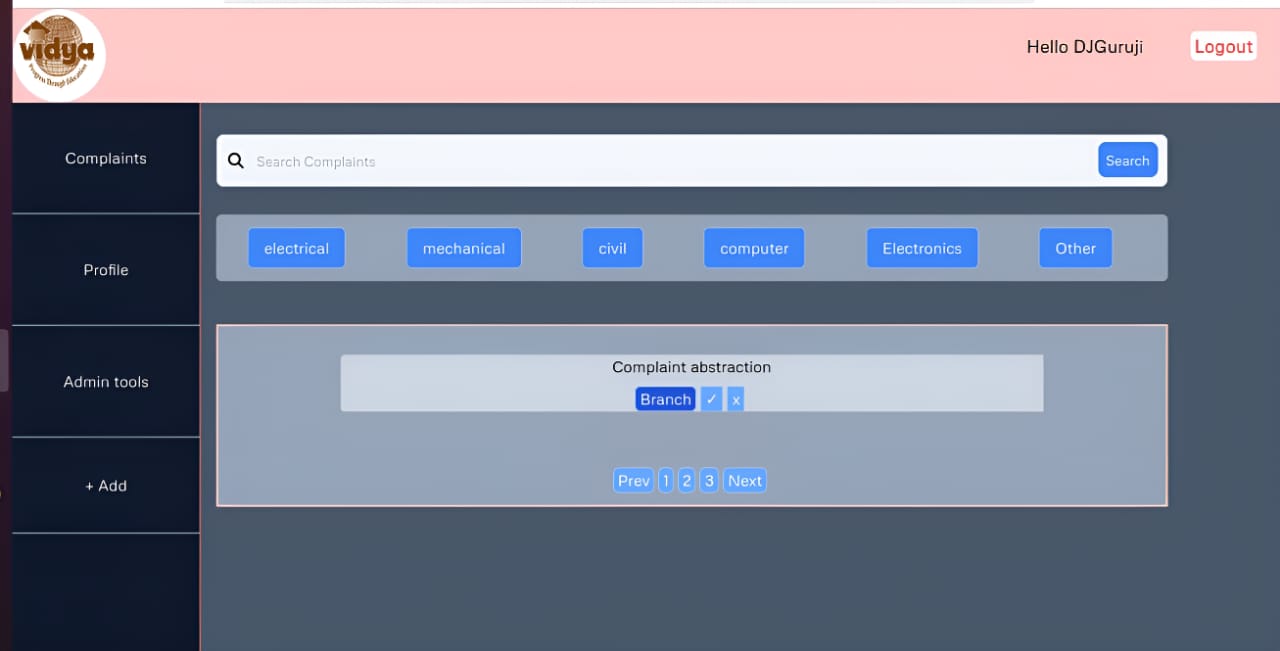 vidya
Progress Through Education
Hello DJGuruji
Logout
Complaints
Profile
Admin tools
+ Add
Search Complaints
Search
electrical mechanical civil computer Electronics Other
Complaint abstraction
Branch ✓ x
Prev 1 2 3 Next